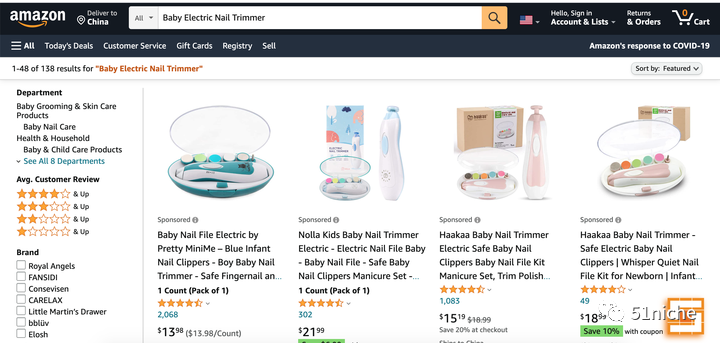 amazon
Deliver to
China
All
Baby Electric Nail Trimmer
Hello, Sign in
Account & Lists
Returns
& Orders
0
Cart
All
Today's Deals
Customer Service
Gift Cards
Registry
Sell
Amazon's response to COVID-19
1-48 of 138 results for "Baby Electric Nail Trimmer"
Sort by: Featured
Department
Baby Grooming & Skin Care
Products
Baby Nail Care
Health & Household
Baby & Child Care Products
See All 8 Departments
Avg. Customer Review
& Up
& Up
& Up
& Up
Brand
Royal Angels
FANSIDI
Consevisen
CARELAX
Little Martin's Drawer
bblüv
Elosh
Sponsored
Baby Nail File Electric by
Pretty MiniMe – Blue Infant
Nail Clippers - Boy Baby Nail
Trimmer - Safe Fingernail an...
1 Count (Pack of 1)
2,068
$13.98 ($13.98/Count)
ELECTRIC
NAIL TRIMMER
Sponsored
Nolla Kids Baby Nail Trimmer
Electric - Electric Nail File Baby
- Baby Nail File - Safe Baby
Nail Clippers Manicure Set -...
1 Count (Pack of 1)
302
$21.99
Sponsored
Haakaa Baby Nail Trimmer
Electric Safe Baby Nail
Clippers Baby Nail File Kit
Manicure Set, Trim Polish...
1,083
$15.19 $18.99
Save 20% at checkout
Ships to China
Sponsored
Haakaa Baby Nail Trimmer -
Safe Electric Baby Nail
Clippers | Whisper Quiet Nail
File Kit for Newborn | Infant...
49
$18.99
Save 10% with coupon
51niche